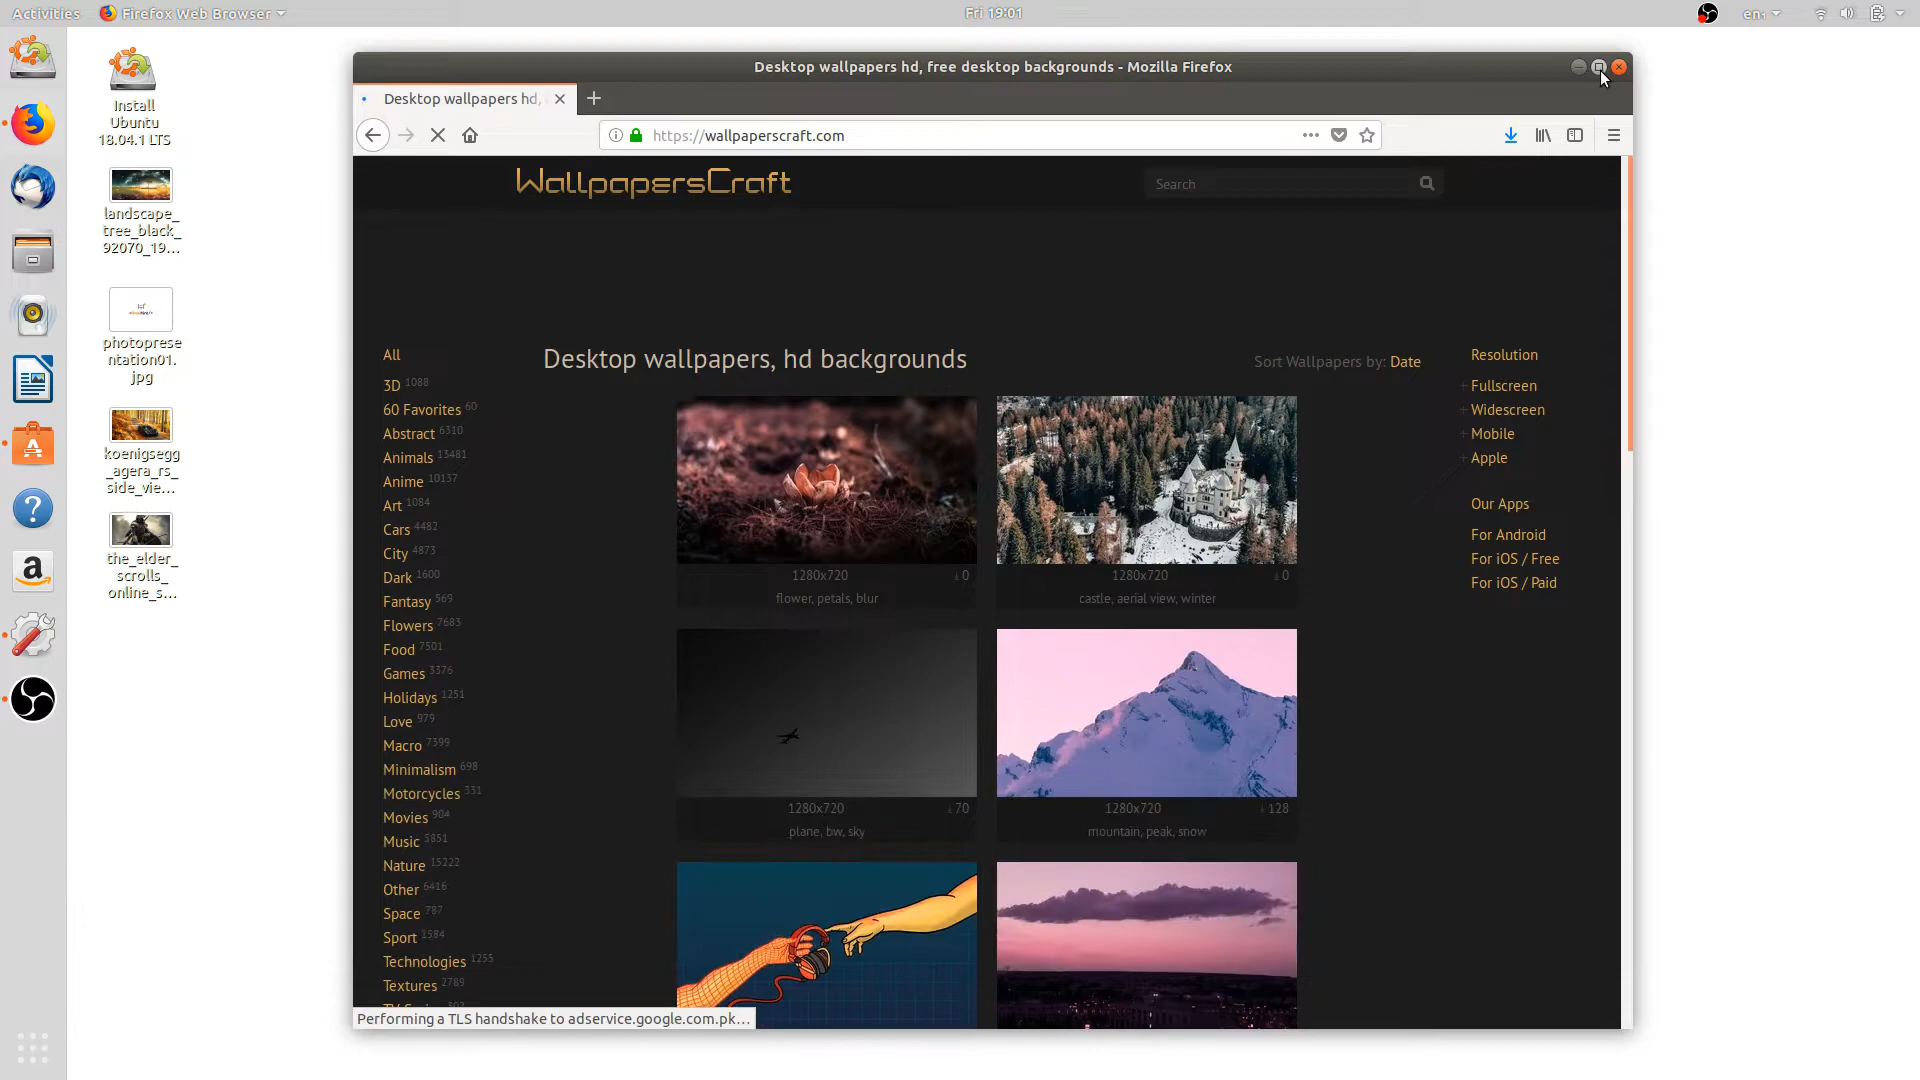 Activities
Firefox Web Browser
Fri 19:01
en₁
Install
Ubuntu
18.04.1 LTS
landscape_
tree_black_
92070_19...
photoprese
ntation01.
jpg
koenigsegg
_agera_rs_
side_vie...
the_elder_
scrolls_
online_s...
Desktop wallpapers hd, free desktop backgrounds - Mozilla Firefox
Desktop wallpapers hd,
https://wallpaperscraft.com
WallpapersCraft
Search
All
3D 1088
60 Favorites 60
Abstract 6310
Animals 13481
Anime 10137
Art 1084
Cars 4482
City 4873
Dark 1600
Fantasy 569
Flowers 7683
Food 7501
Games 3376
Holidays 1251
Love 979
Macro 7399
Minimalism 698
Motorcycles 331
Movies 904
Music 5851
Nature 15222
Other 6416
Space 787
Sport 1584
Technologies 1255
Textures 2789
Desktop wallpapers, hd backgrounds
Sort Wallpapers by: Date
1280x720 ↓0
flower, petals, blur
1280x720 ↓0
castle, aerial view, winter
1280x720 ↓70
plane, bw, sky
1280x720 ↓128
mountain, peak, snow
Resolution
+ Fullscreen
+ Widescreen
+ Mobile
+ Apple
Our Apps
For Android
For iOS / Free
For iOS / Paid
Performing a TLS handshake to adservice.google.com.pk...